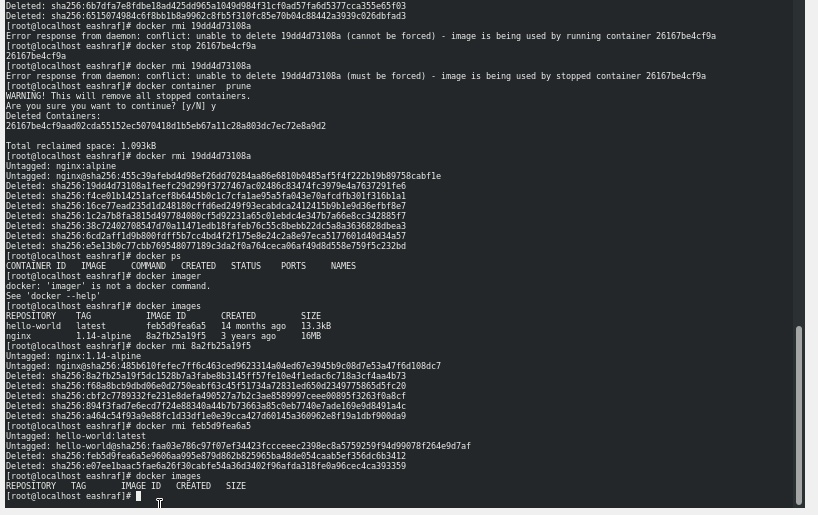 Deleted: sha256:6b7dfa7e8fdbe18ad425dd965a1049d984f31cf0ad57fa6d5377cca355e65f03
Deleted: sha256:6515074984c6f8bb1b8a9962c8fb5f310fc85e70b04c88442a3939c026dbfad3
[root@localhost eashraf]# docker rmi 19dd4d73108a
Error response from daemon: conflict: unable to delete 19dd4d73108a (cannot be forced) - image is being used by running container 26167be4cf9a
[root@localhost eashraf]# docker stop 26167be4cf9a
26167be4cf9a
[root@localhost eashraf]# docker rmi 19dd4d73108a
Error response from daemon: conflict: unable to delete 19dd4d73108a (must be forced) - image is being used by stopped container 26167be4cf9a
[root@localhost eashraf]# docker container  prune
WARNING! This will remove all stopped containers.
Are you sure you want to continue? [y/N] y
Deleted Containers:
26167be4cf9aad02cda55152ec5070418d1b5eb67a11c28a803dc7ec72e8a9d2

Total reclaimed space: 1.093kB
[root@localhost eashraf]# docker rmi 19dd4d73108a
Untagged: nginx:alpine
Untagged: nginx@sha256:455c39afebd4d98ef26dd70284aa86e6810b0485af5f4f222b19b89758cabf1e
Deleted: sha256:19dd4d73108a1feefc29d299f3727467ac02486c83474fc3979e4a7637291fe6
Deleted: sha256:f4ce01b14251afcef8b6445b0c1c7cfa1ae95a5fa043e70afcdfb301f316b1a1
Deleted: sha256:16ce77ead235d1d248180cffd6ed249f93ecabdca2412415b9b1e9d36efbf8e7
Deleted: sha256:1c2a7b8fa3815d497784080cf5d92231a65c01ebdc4e347b7a66e8cc342885f7
Deleted: sha256:38c72402708547d70a11471edb18fafeb76c55c8bebb22dc5a8a3636828dbea3
Deleted: sha256:6cd2aff1d9b800fdff5b7cc4bd4f2f175e8e24c2a8e97eca5177601d40d34a57
Deleted: sha256:e5e13b0c77cbb769548077189c3da2f0a764ceca06af49d8d558e759f5c232bd
[root@localhost eashraf]# docker ps
CONTAINER ID   IMAGE     COMMAND   CREATED   STATUS    PORTS     NAMES
[root@localhost eashraf]# docker imager
docker: 'imager' is not a docker command.
See 'docker --help'
[root@localhost eashraf]# docker images
REPOSITORY    TAG           IMAGE ID       CREATED         SIZE
hello-world   latest        feb5d9fea6a5   14 months ago   13.3kB
nginx         1.14-alpine   8a2fb25a19f5   3 years ago     16MB
[root@localhost eashraf]# docker rmi 8a2fb25a19f5
Untagged: nginx:1.14-alpine
Untagged: nginx@sha256:485b610fefec7ff6c463ced9623314a04ed67e3945b9c08d7e53a47f6d108dc7
Deleted: sha256:8a2fb25a19f5dc1528b7a3fabe8b3145ff57fe10e4f1edac6c718a3cf4aa4b73
Deleted: sha256:f68a8bcb9dbd06e0d2750eabf63c45f51734a72831ed650d2349775865d5fc20
Deleted: sha256:cbf2c7789332fe231e8defa490527a7b2c3ae8589997ceee00895f3263f0a8cf
Deleted: sha256:894f3fad7e6ecd7f24e88340a44b7b73663a85c0eb7740e7ade169e9d8491a4c
Deleted: sha256:a464c54f93a9e88fc1d33df1e0e39cca427d60145a360962e8f19a1dbf900da9
[root@localhost eashraf]# docker rmi feb5d9fea6a5
Untagged: hello-world:latest
Untagged: hello-world@sha256:faa03e786c97f07ef34423fccceeec2398ec8a5759259f94d99078f264e9d7af
Deleted: sha256:feb5d9fea6a5e9606aa995e879d862b825965ba48de054caab5ef356dc6b3412
Deleted: sha256:e07ee1baac5fae6a26f30cabfe54a36d3402f96afda318fe0a96cec4ca393359
[root@localhost eashraf]# docker images
REPOSITORY   TAG       IMAGE ID   CREATED   SIZE
[root@localhost eashraf]#